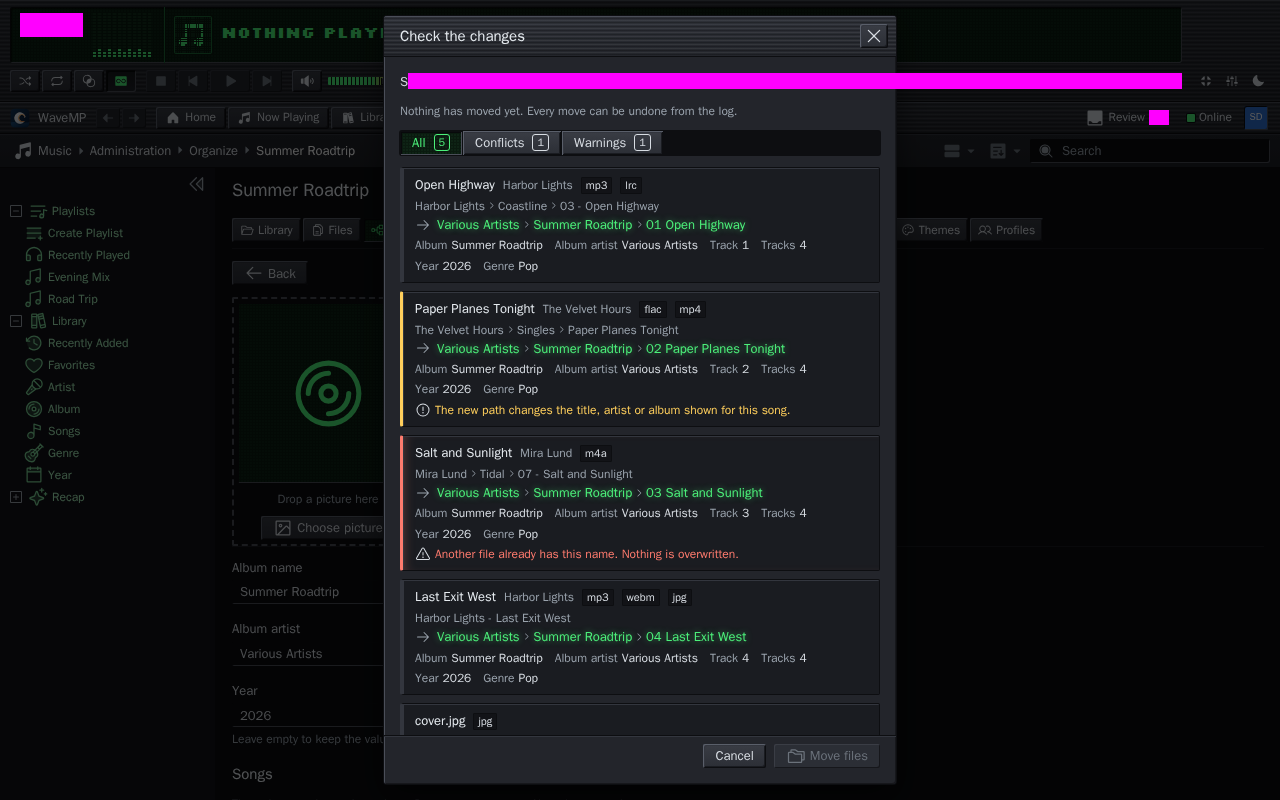 NOTHING PLAYI
Check the changes
S
Nothing has moved yet. Every move can be undone from the log.
WaveMP
Home
Now Playing
Libra
Review
Online
SD
All 5
Conflicts 1
Warnings 1
Music › Administration › Organize › Summer Roadtrip
Search
Summer Roadtrip
Library
Files
Themes
Profiles
Back
Playlists
Create Playlist
Recently Played
Evening Mix
Road Trip
Library
Recently Added
Favorites
Artist
Album
Songs
Genre
Year
Recap
Drop a picture here
Choose picture
Album name
Summer Roadtrip
Album artist
Various Artists
Year
2026
Leave empty to keep the valu
Songs
Open Highway Harbor Lights mp3 lrc
Harbor Lights › Coastline › 03 - Open Highway
→ Various Artists › Summer Roadtrip › 01 Open Highway
Album Summer Roadtrip Album artist Various Artists Track 1 Tracks 4
Year 2026 Genre Pop
Paper Planes Tonight The Velvet Hours flac mp4
The Velvet Hours › Singles › Paper Planes Tonight
→ Various Artists › Summer Roadtrip › 02 Paper Planes Tonight
Album Summer Roadtrip Album artist Various Artists Track 2 Tracks 4
Year 2026 Genre Pop
The new path changes the title, artist or album shown for this song.
Salt and Sunlight Mira Lund m4a
Mira Lund › Tidal › 07 - Salt and Sunlight
→ Various Artists › Summer Roadtrip › 03 Salt and Sunlight
Album Summer Roadtrip Album artist Various Artists Track 3 Tracks 4
Year 2026 Genre Pop
Another file already has this name. Nothing is overwritten.
Last Exit West Harbor Lights mp3 webm jpg
Harbor Lights - Last Exit West
→ Various Artists › Summer Roadtrip › 04 Last Exit West
Album Summer Roadtrip Album artist Various Artists Track 4 Tracks 4
Year 2026 Genre Pop
cover.jpg jpg
Cancel
Move files